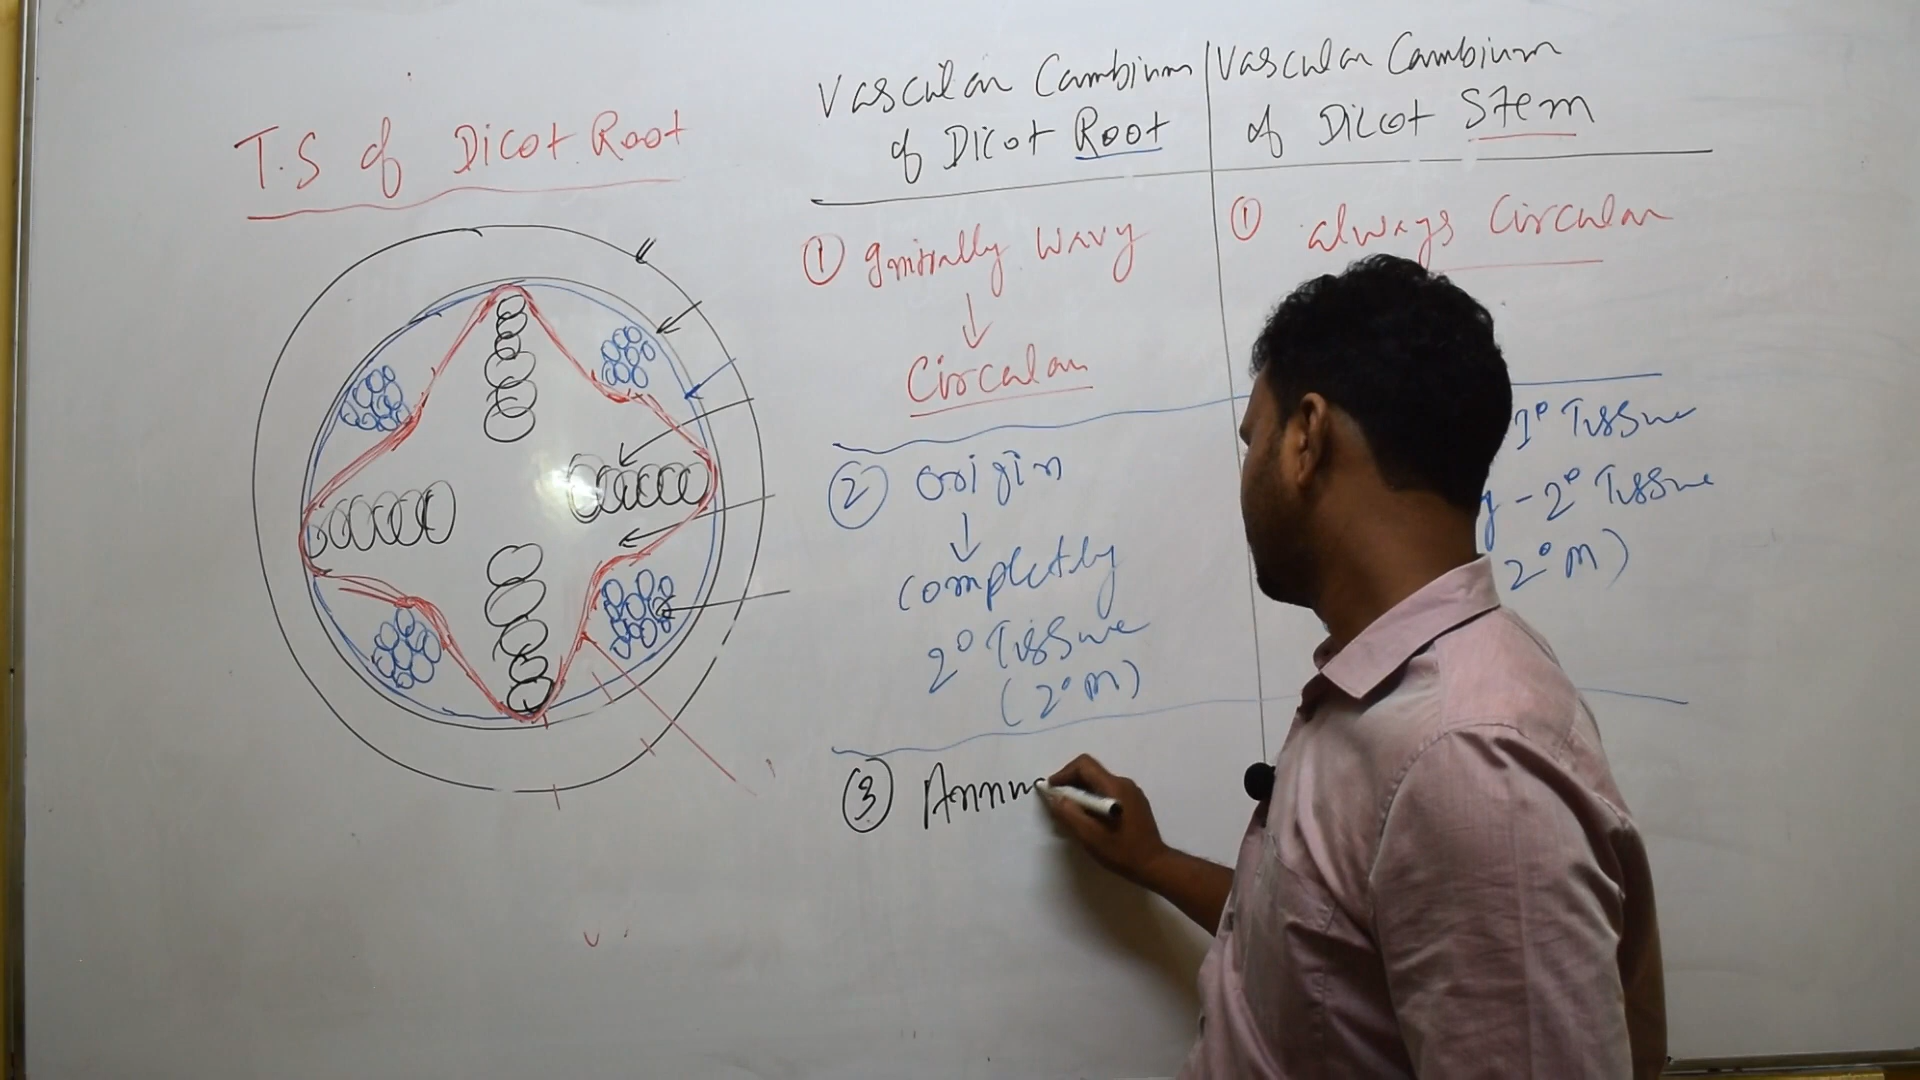 T.S of Dicot Root
Vascular Cambium
of Dicot Root
① Initially wavy
↓
Circular
② Origin
↓
Completly
2° Tissue
(2° M)
③ Annu
Vascular Cambium
of Dicot Stem
① always Circular
1° Tissue
- 2° Tissue
2° M)